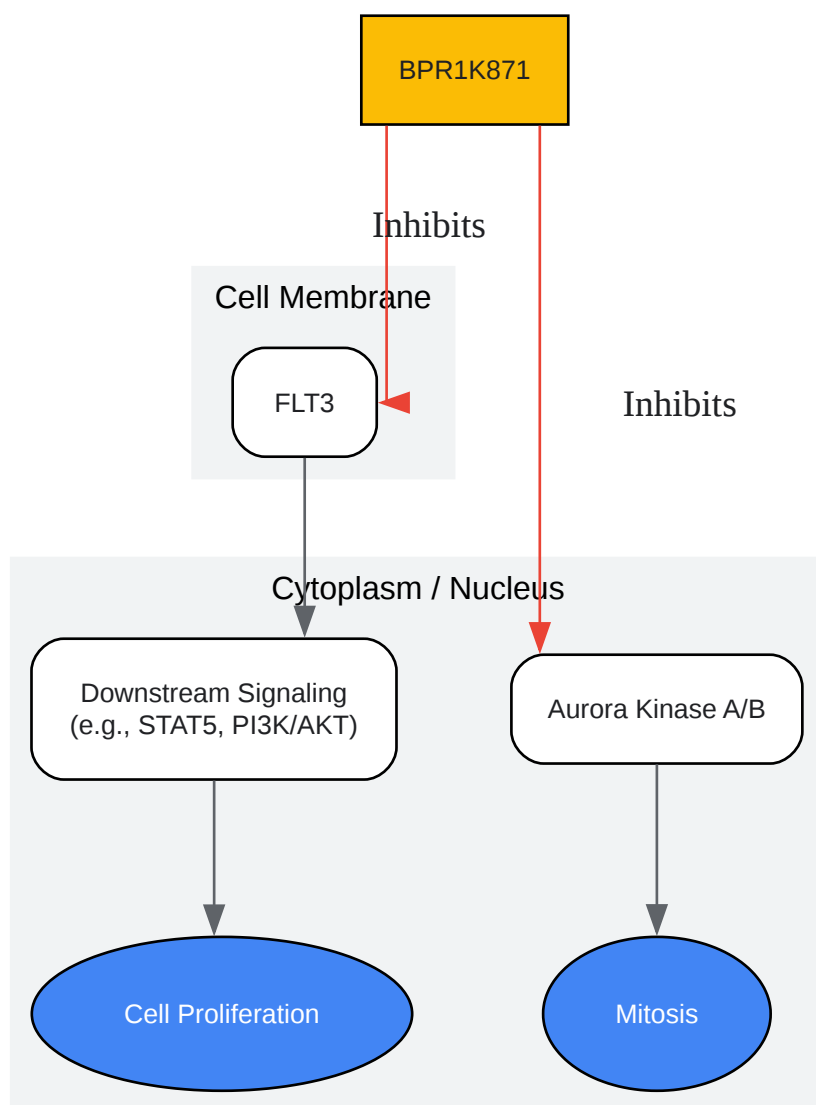 BPR1K871
Inhibits
Cell Membrane
FLT3
Inhibits
Cytoplasm / Nucleus
Downstream Signaling
(e.g., STAT5, PI3K/AKT)
Aurora Kinase A/B
Cell Proliferation
Mitosis